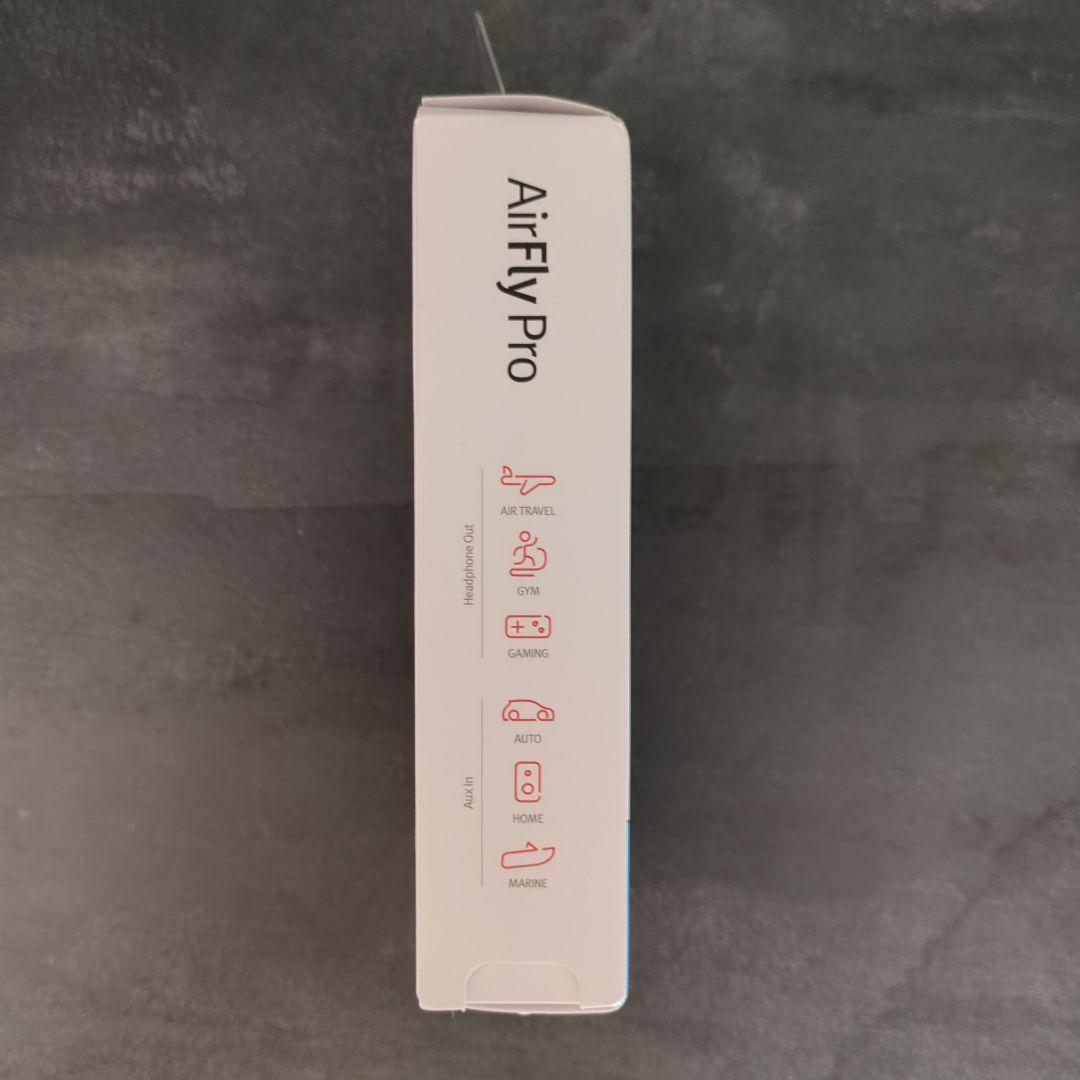 AirFly Pro
Headphone Out
AIR TRAVEL
GYM
GAMING
Aux In
AUTO
HOME
MARINE